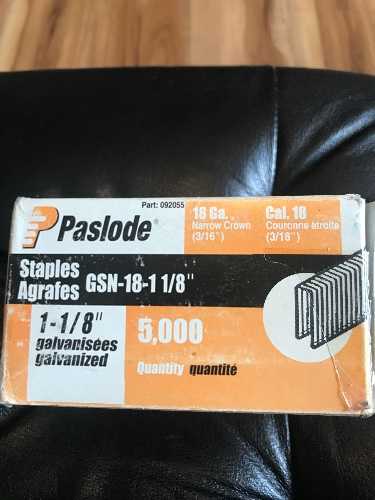 Part: 092055
Paslode®
18 Ga. Cal. 18
Narrow Crown Couronne étroite
(3/16") (3/16")
Staples
Agrafes
GSN-18-1 1/8"
1-1/8"
galvanisées
galvanized
5,000
Quantity quantité